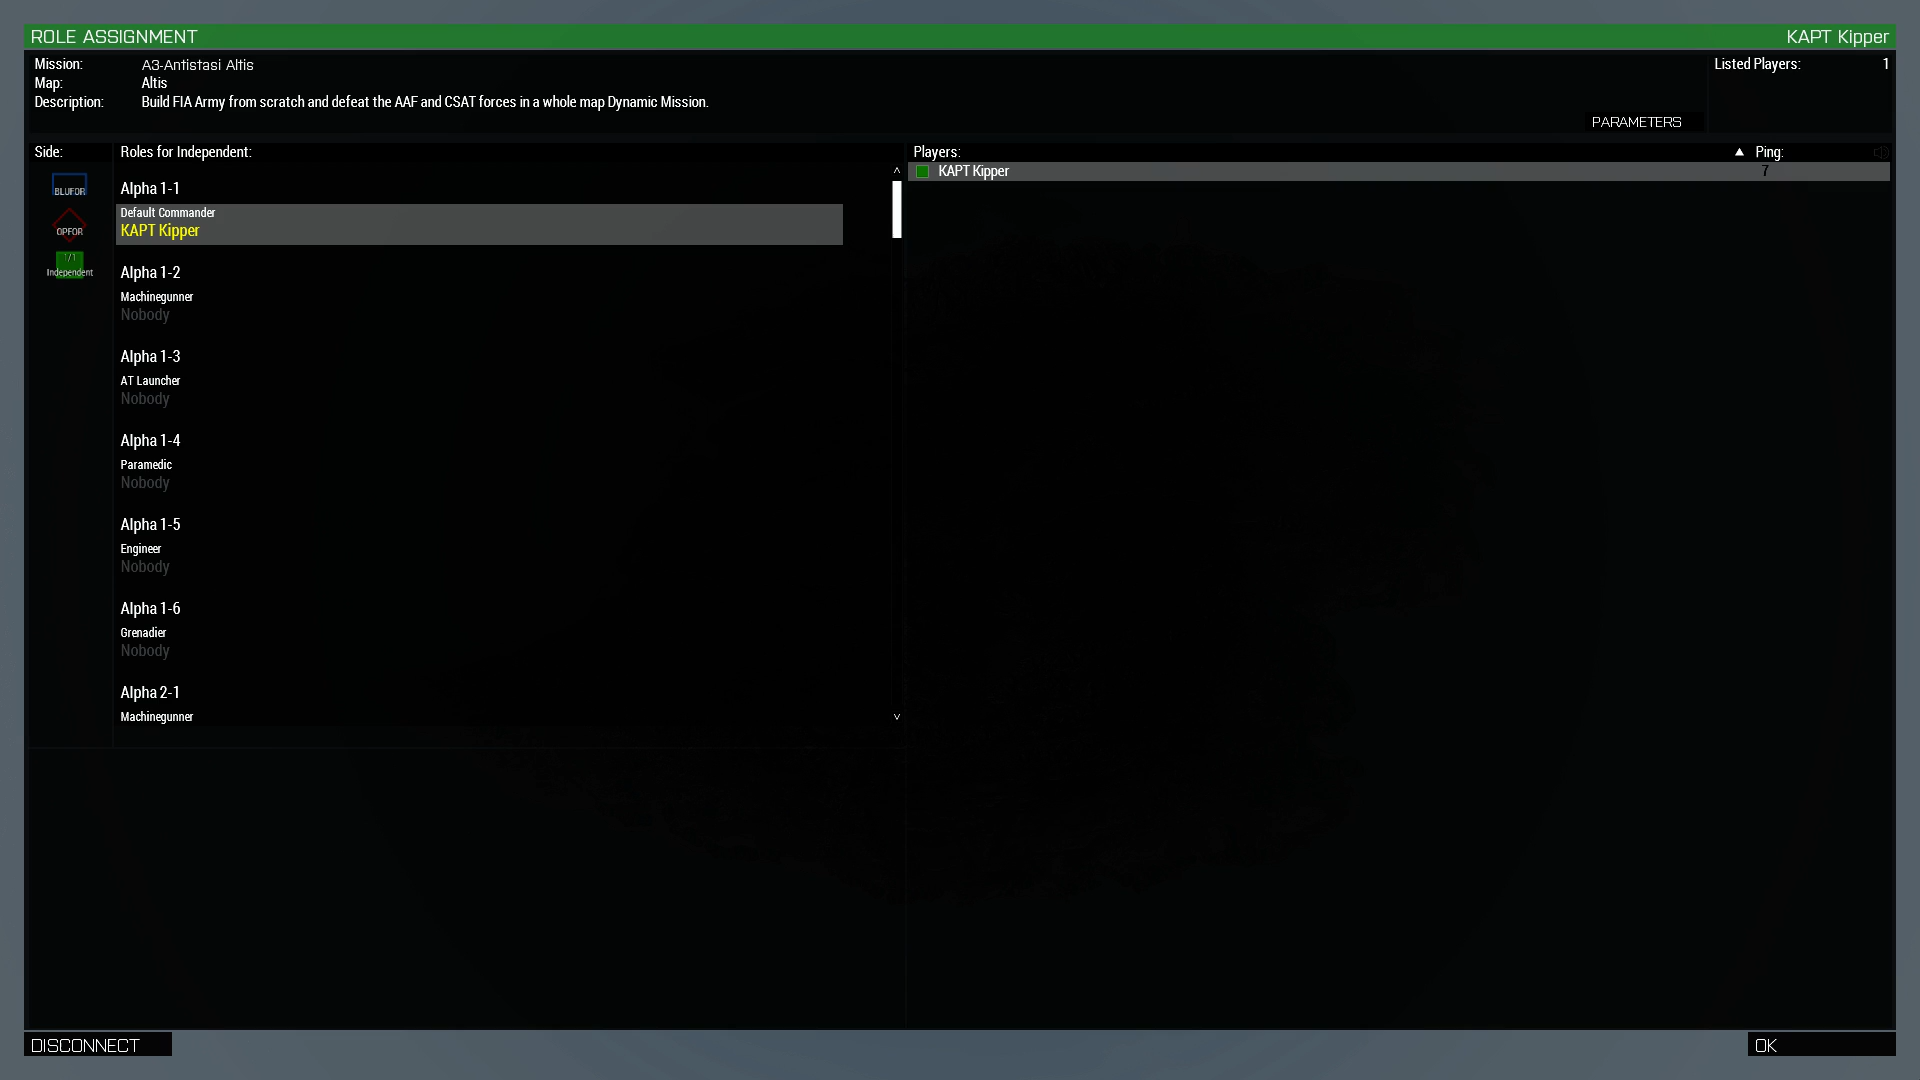 ROLE ASSIGNMENT
KAPT Kipper
Mission: A3-Antistasi Altis
Listed Players: 1
Map: Altis
Description: Build FIA Army from scratch and defeat the AAF and CSAT forces in a whole map Dynamic Mission.
PARAMETERS
Side:
Roles for Independent:
Players:
Ping:
BLUFOR
OPFOR
1/1
Independent
Alpha 1-1
Default Commander
KAPT Kipper
Alpha 1-2
Machinegunner
Nobody
Alpha 1-3
AT Launcher
Nobody
Alpha 1-4
Paramedic
Nobody
Alpha 1-5
Engineer
Nobody
Alpha 1-6
Grenadier
Nobody
Alpha 2-1
Machinegunner
KAPT Kipper 7
DISCONNECT
OK